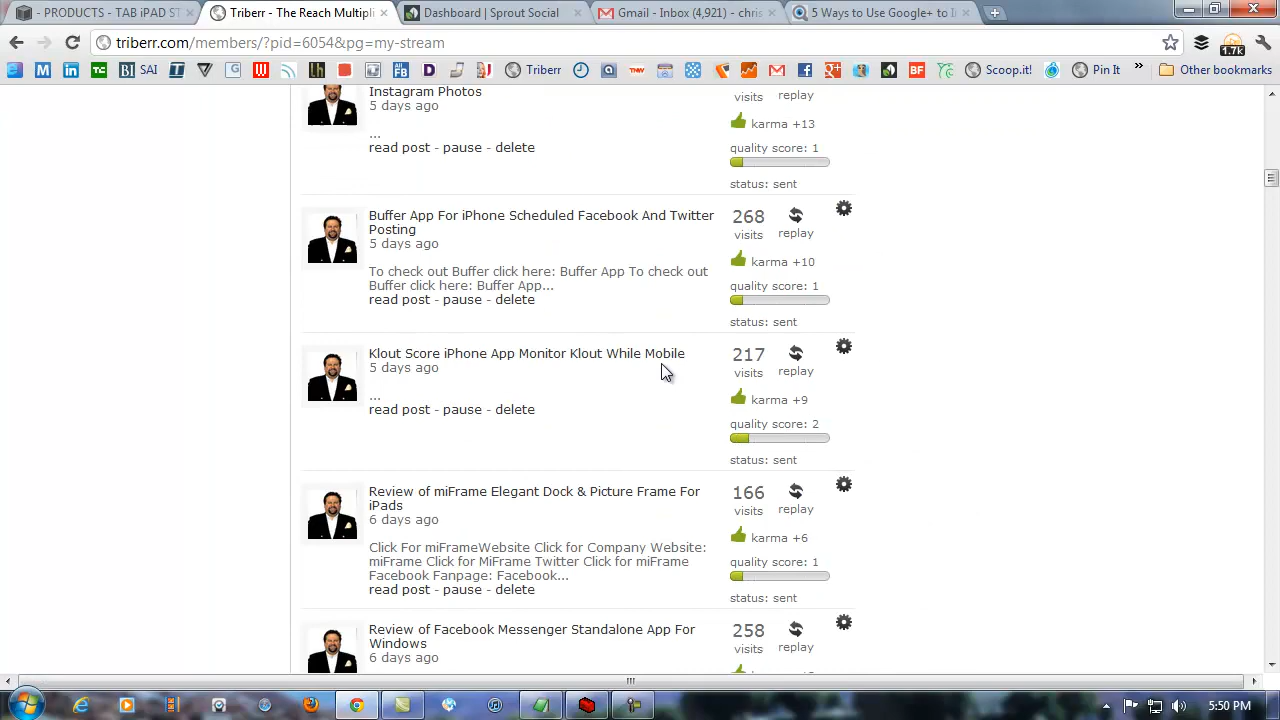 - PRODUCTS - TAB iPAD ST
Triberr - The Reach Multipli
Dashboard | Sprout Social
Gmail - Inbox (4,921) - chris
5 Ways to Use Google+ to I
triberr.com/members/?pid=6054&pg=my-stream
1.7k
SAI
Triberr
Scoop.it!
Pin It
Other bookmarks
Instagram Photos
5 days ago
...
read post - pause - delete
visits
replay
karma +13
quality score: 1
status: sent
Buffer App For iPhone Scheduled Facebook And Twitter
Posting
5 days ago
To check out Buffer click here: Buffer App To check out
Buffer click here: Buffer App...
read post - pause - delete
268
visits
replay
karma +10
quality score: 1
status: sent
Klout Score iPhone App Monitor Klout While Mobile
5 days ago
...
read post - pause - delete
217
visits
replay
karma +9
quality score: 2
status: sent
Review of miFrame Elegant Dock & Picture Frame For
iPads
6 days ago
Click For miFrameWebsite Click for Company Website:
miFrame Click for MiFrame Twitter Click for miFrame
Facebook Fanpage: Facebook...
read post - pause - delete
166
visits
replay
karma +6
quality score: 1
status: sent
Review of Facebook Messenger Standalone App For
Windows
6 days ago
258
visits
replay
5:50 PM